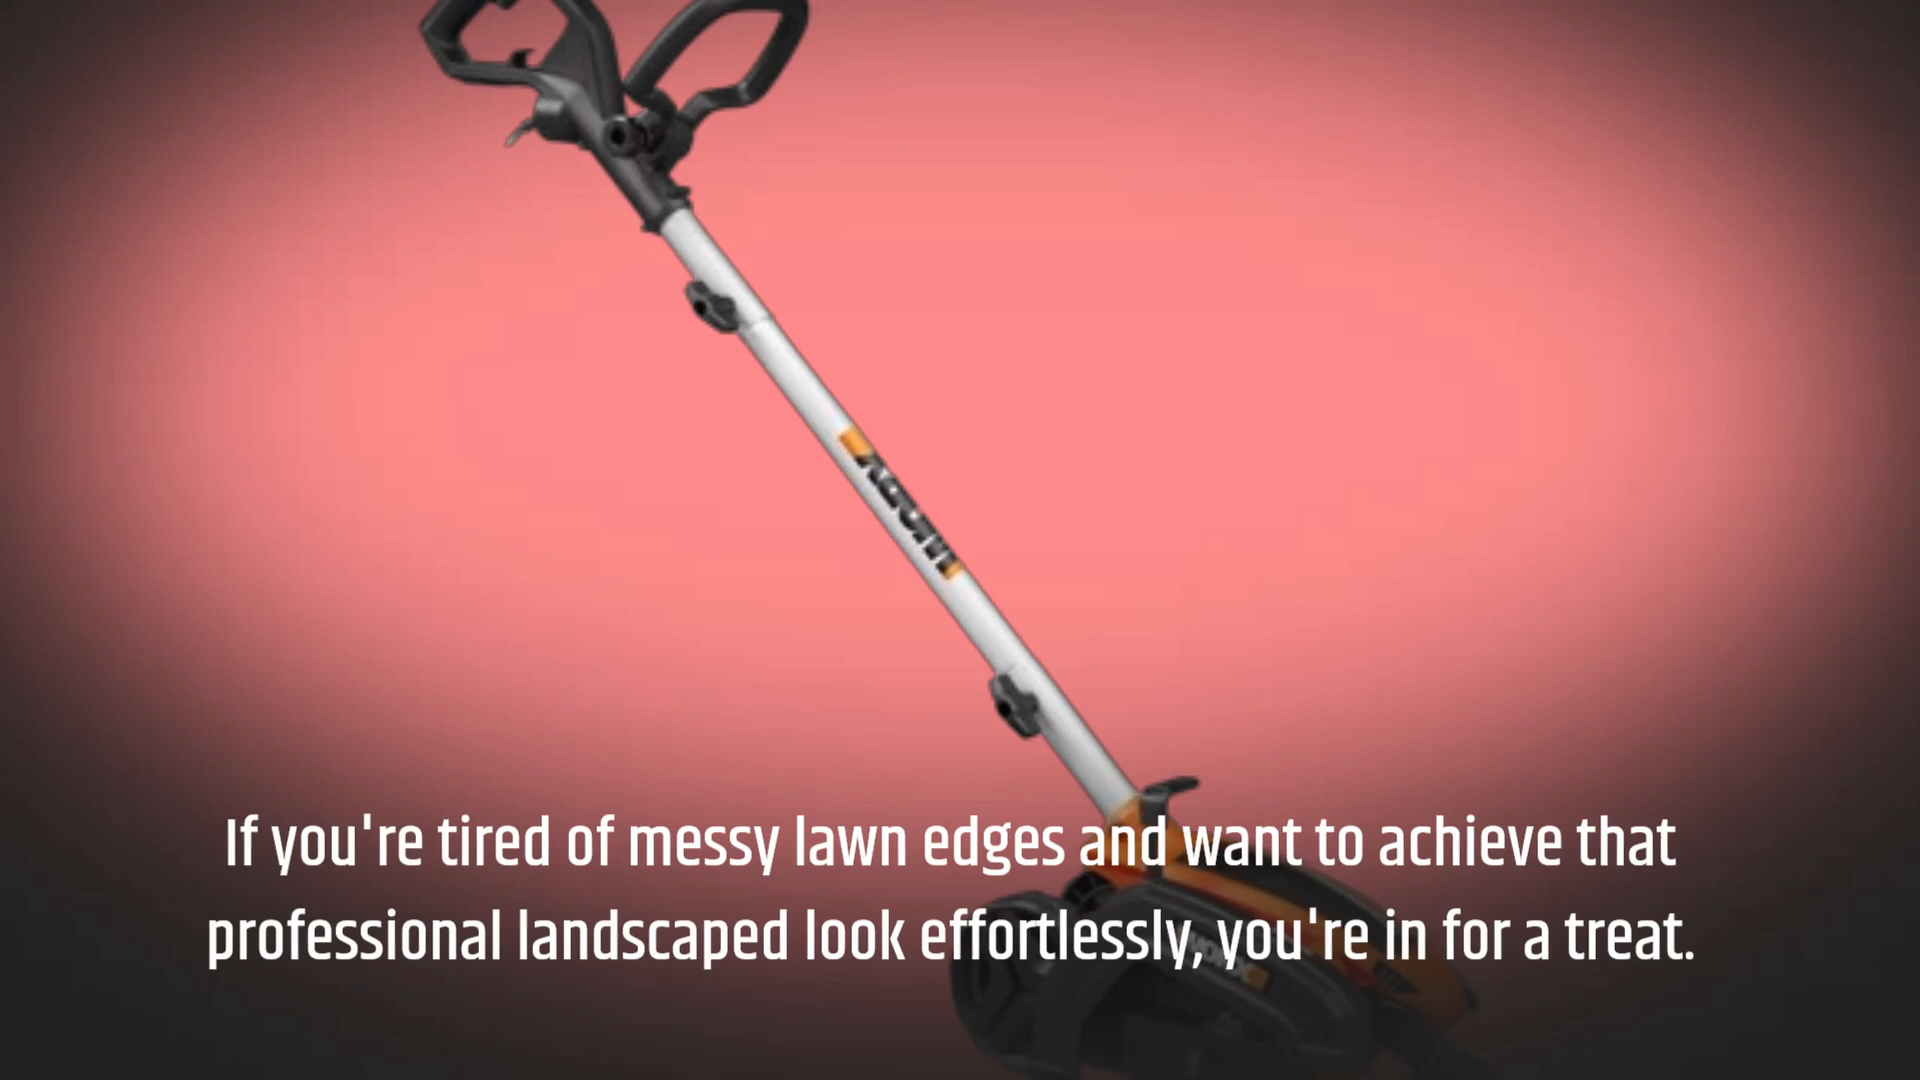 If you're tired of messy lawn edges and want to achieve that
professional landscaped look effortlessly, you're in for a treat.